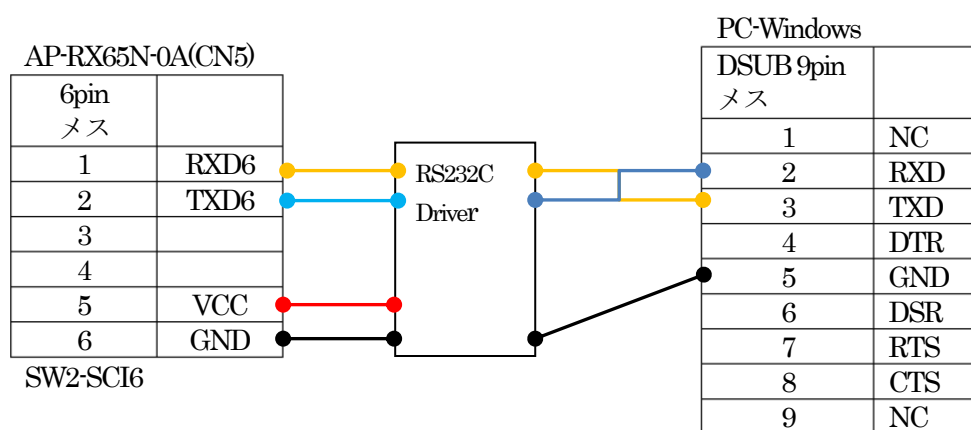 PC-Windows
AP-RX65N-0A(CN5)
DSUB 9pin
メス
6pin
メス
1 NC
1 RXD6
RS232C
2 RXD
2 TXD6
Driver
3 TXD
3
4 DTR
4
5 GND
5 VCC
6 DSR
6 GND
7 RTS
SW2-SCI6
8 CTS
9 NC